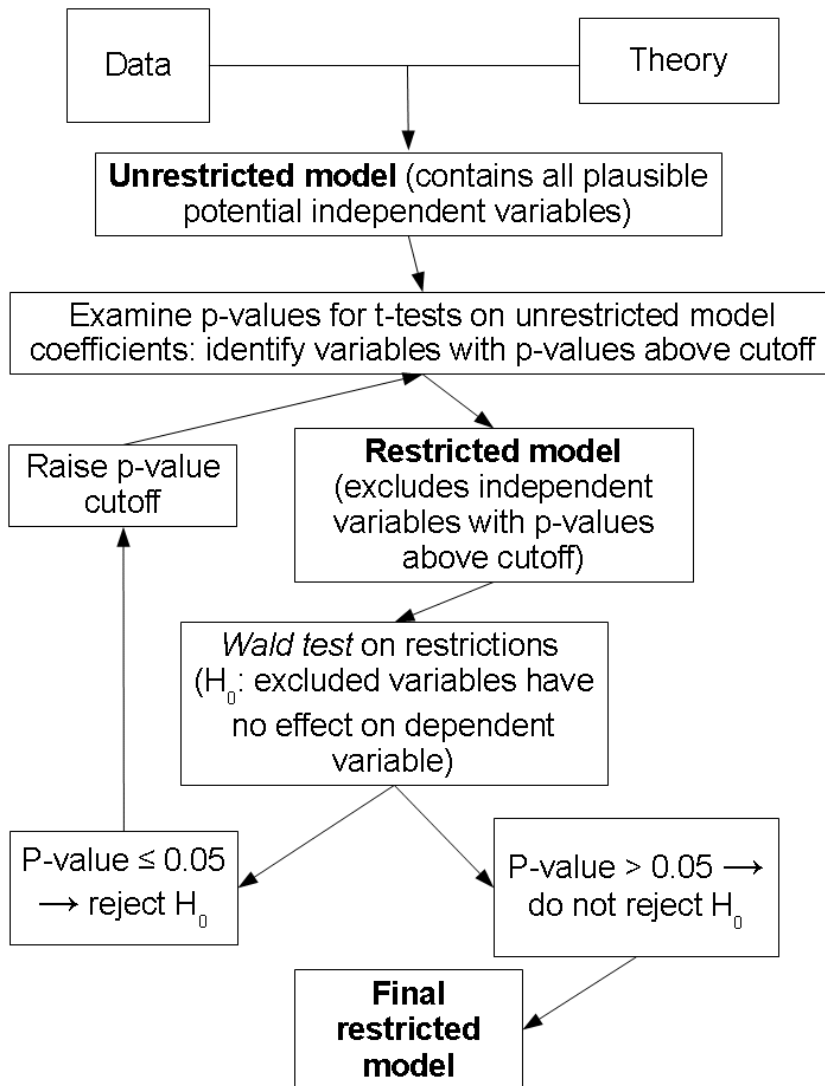 Data
Theory
Unrestricted model (contains all plausible
potential independent variables)
Examine p-values for t-tests on unrestricted model
coefficients: identify variables with p-values above cutoff
Raise p-value
cutoff
Restricted model
(excludes independent
variables with p-values
above cutoff)
Wald test on restrictions
(H₀: excluded variables have
no effect on dependent
variable)
P-value ≤ 0.05
→ reject H₀
P-value > 0.05 →
do not reject H₀
Final
restricted
model